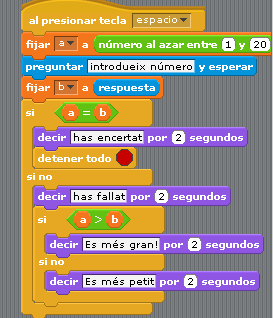 al presionar tecla espacio
fijar a a número al azar entre 1 y 20
preguntar introdueix número y esperar
fijar b a respuesta
si a = b
decir has encertat por 2 segundos
detener todo
si no
decir has fallat por 2 segundos
si a > b
decir Es més gran! por 2 segundos
si no
decir Es més petit por 2 segundos